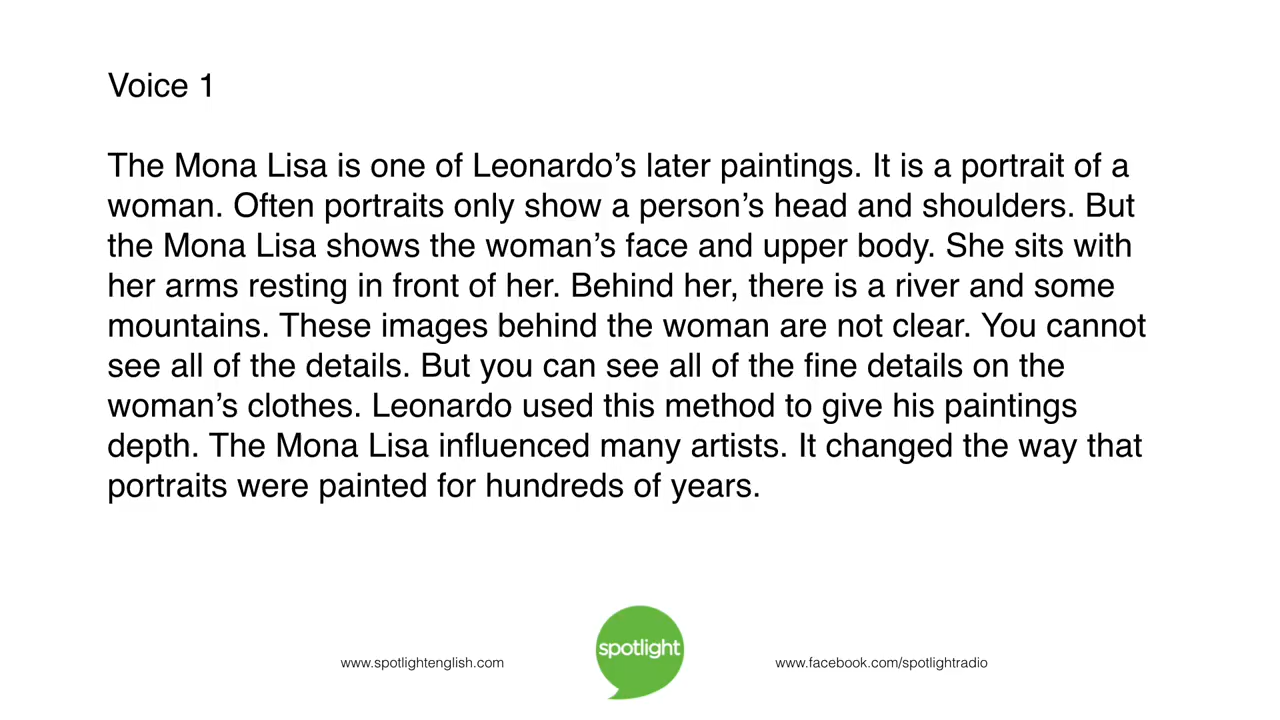 Voice 1
The Mona Lisa is one of Leonardo’s later paintings. It is a portrait of a
woman. Often portraits only show a person’s head and shoulders. But
the Mona Lisa shows the woman’s face and upper body. She sits with
her arms resting in front of her. Behind her, there is a river and some
mountains. These images behind the woman are not clear. You cannot
see all of the details. But you can see all of the fine details on the
woman’s clothes. Leonardo used this method to give his paintings
depth. The Mona Lisa influenced many artists. It changed the way that
portraits were painted for hundreds of years.
www.spotlightenglish.com
spotlight
www.facebook.com/spotlightradio